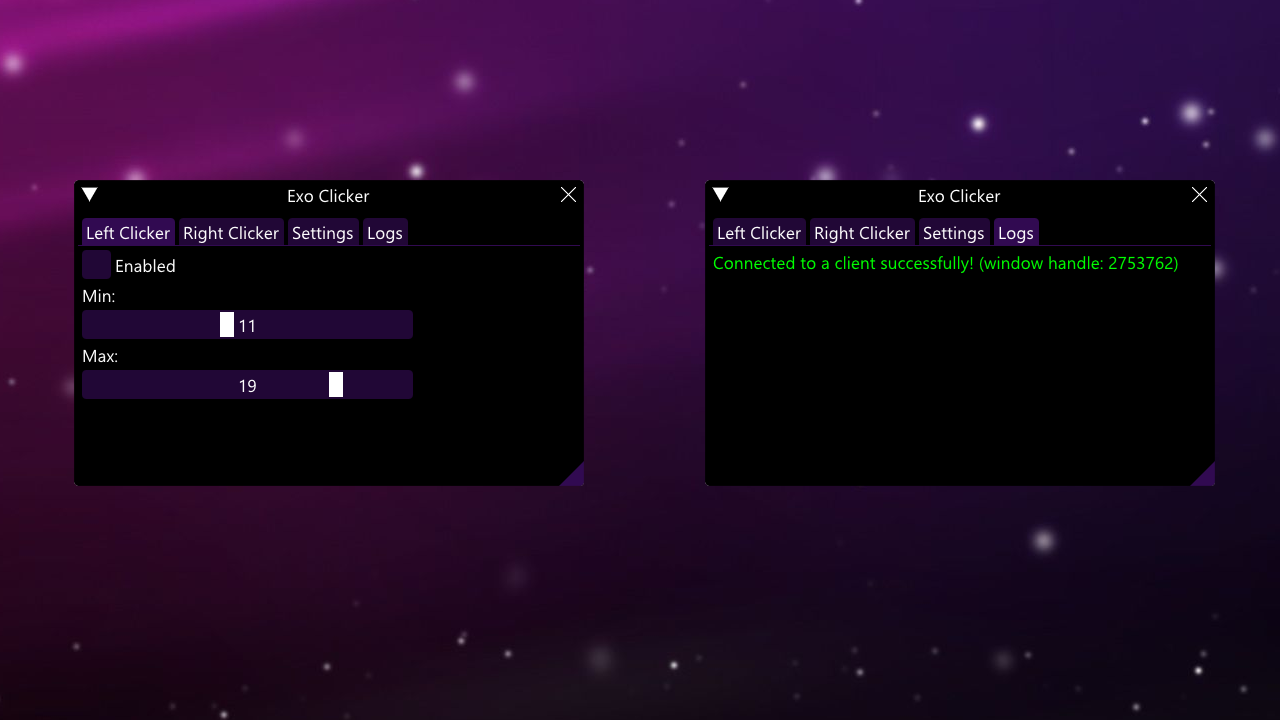 Exo Clicker
Left Clicker Right Clicker Settings Logs
Enabled
Min:
11
Max:
19
Exo Clicker
Left Clicker Right Clicker Settings Logs
Connected to a client successfully! (window handle: 2753762)